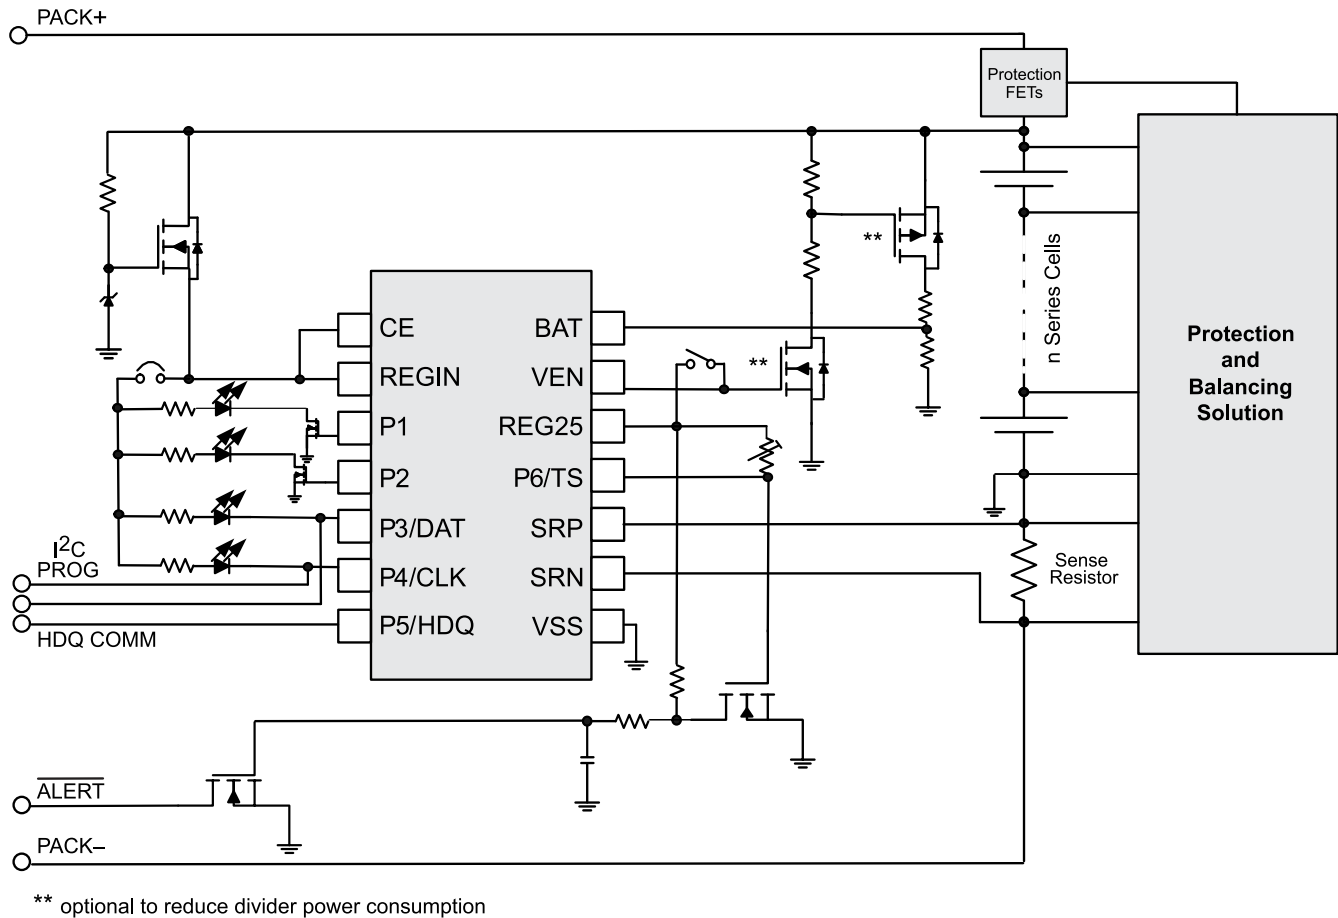 PACK+
Protection
FETs
**
n Series Cells
Protection
and
Balancing
Solution
CE
BAT
REGIN
VEN
**
P1
REG25
P2
P6/TS
P3/DAT
SRP
I²C
PROG
P4/CLK
SRN
Sense
Resistor
P5/HDQ
VSS
HDQ COMM
ALERT
PACK–
** optional to reduce divider power consumption